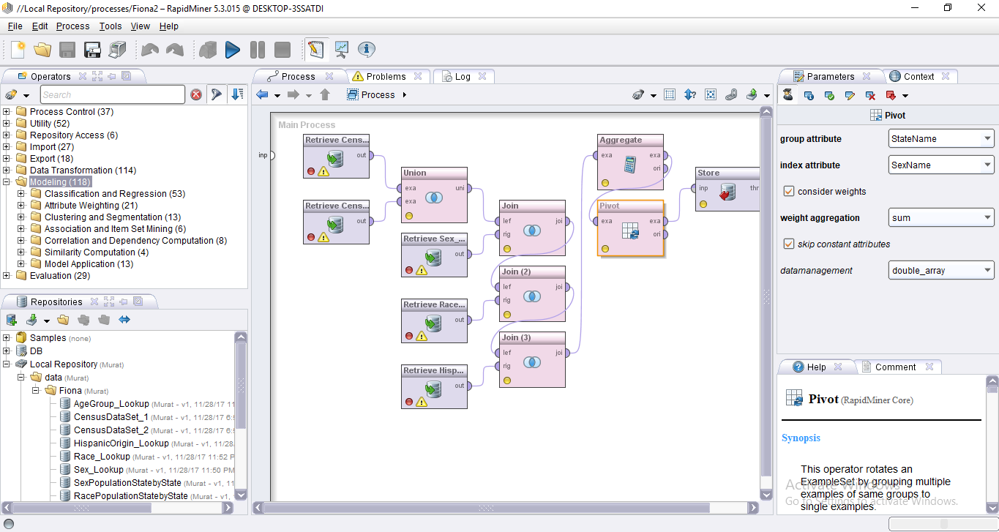 //Local Repository/processes/Fiona2 – RapidMiner 5.3.015 @ DESKTOP-3SSATDI
File Edit Process Tools View Help
Operators
Search
Process Control (37)
Utility (52)
Repository Access (6)
Import (27)
Export (18)
Data Transformation (114)
Modeling (118)
Classification and Regression (53)
Attribute Weighting (21)
Clustering and Segmentation (13)
Association and Item Set Mining (6)
Correlation and Dependency Computation (8)
Similarity Computation (4)
Model Application (13)
Evaluation (29)
Repositories
Samples (none)
DB
Local Repository (Murat)
data (Murat)
Fiona (Murat)
AgeGroup_Lookup (Murat - v1, 11/28/17 11
CensusDataSet_1 (Murat - v1, 11/28/17 6:
CensusDataSet_2 (Murat - v1, 11/28/17 6:
HispanicOrigin_Lookup (Murat - v1, 11/28
Race_Lookup (Murat - v1, 11/28/17 11:52 P
Sex_Lookup (Murat - v1, 11/28/17 11:50 PM
SexPopulationStatebyState (Murat - v1, 11
RacePopulationStatebyState (Murat - v1,
Process Problems Log
Process
Main Process
inp
Retrieve Cens...
out
Retrieve Cens...
out
Union
exa uni
exa
Retrieve Sex_...
out
Retrieve Race...
out
Retrieve Hisp...
out
Join
lef joi
rig
Join (2)
lef joi
rig
Join (3)
lef joi
rig
Aggregate
exa exa
ori
Pivot
exa exa
ori
Store
inp thr
Parameters Context
Pivot
group attribute StateName
index attribute SexName
consider weights
weight aggregation sum
skip constant attributes
datamanagement double_array
Help Comment
Pivot (RapidMiner Core)
Synopsis
This operator rotates an
ExampleSet by grouping multiple
examples of same groups to
single examples.
Activate Windows
Go to Settings to activate Windows.